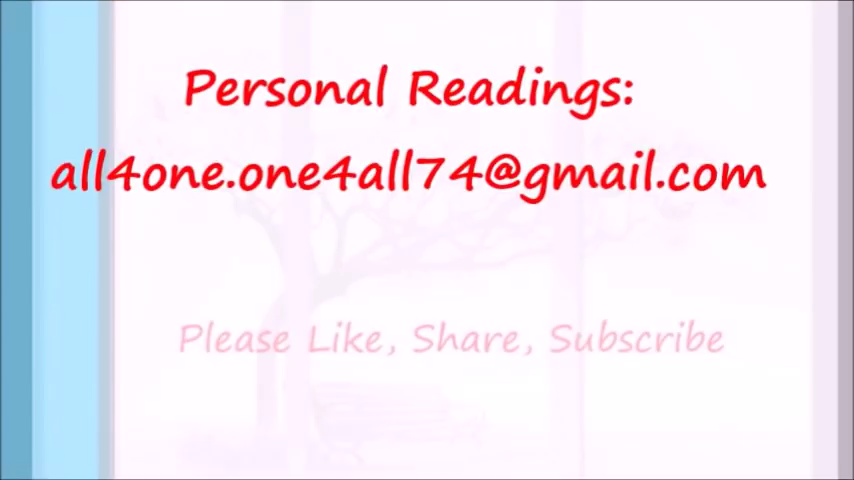 Personal Readings:
all4one.one4all74@gmail.com
Please Like, Share, Subscribe